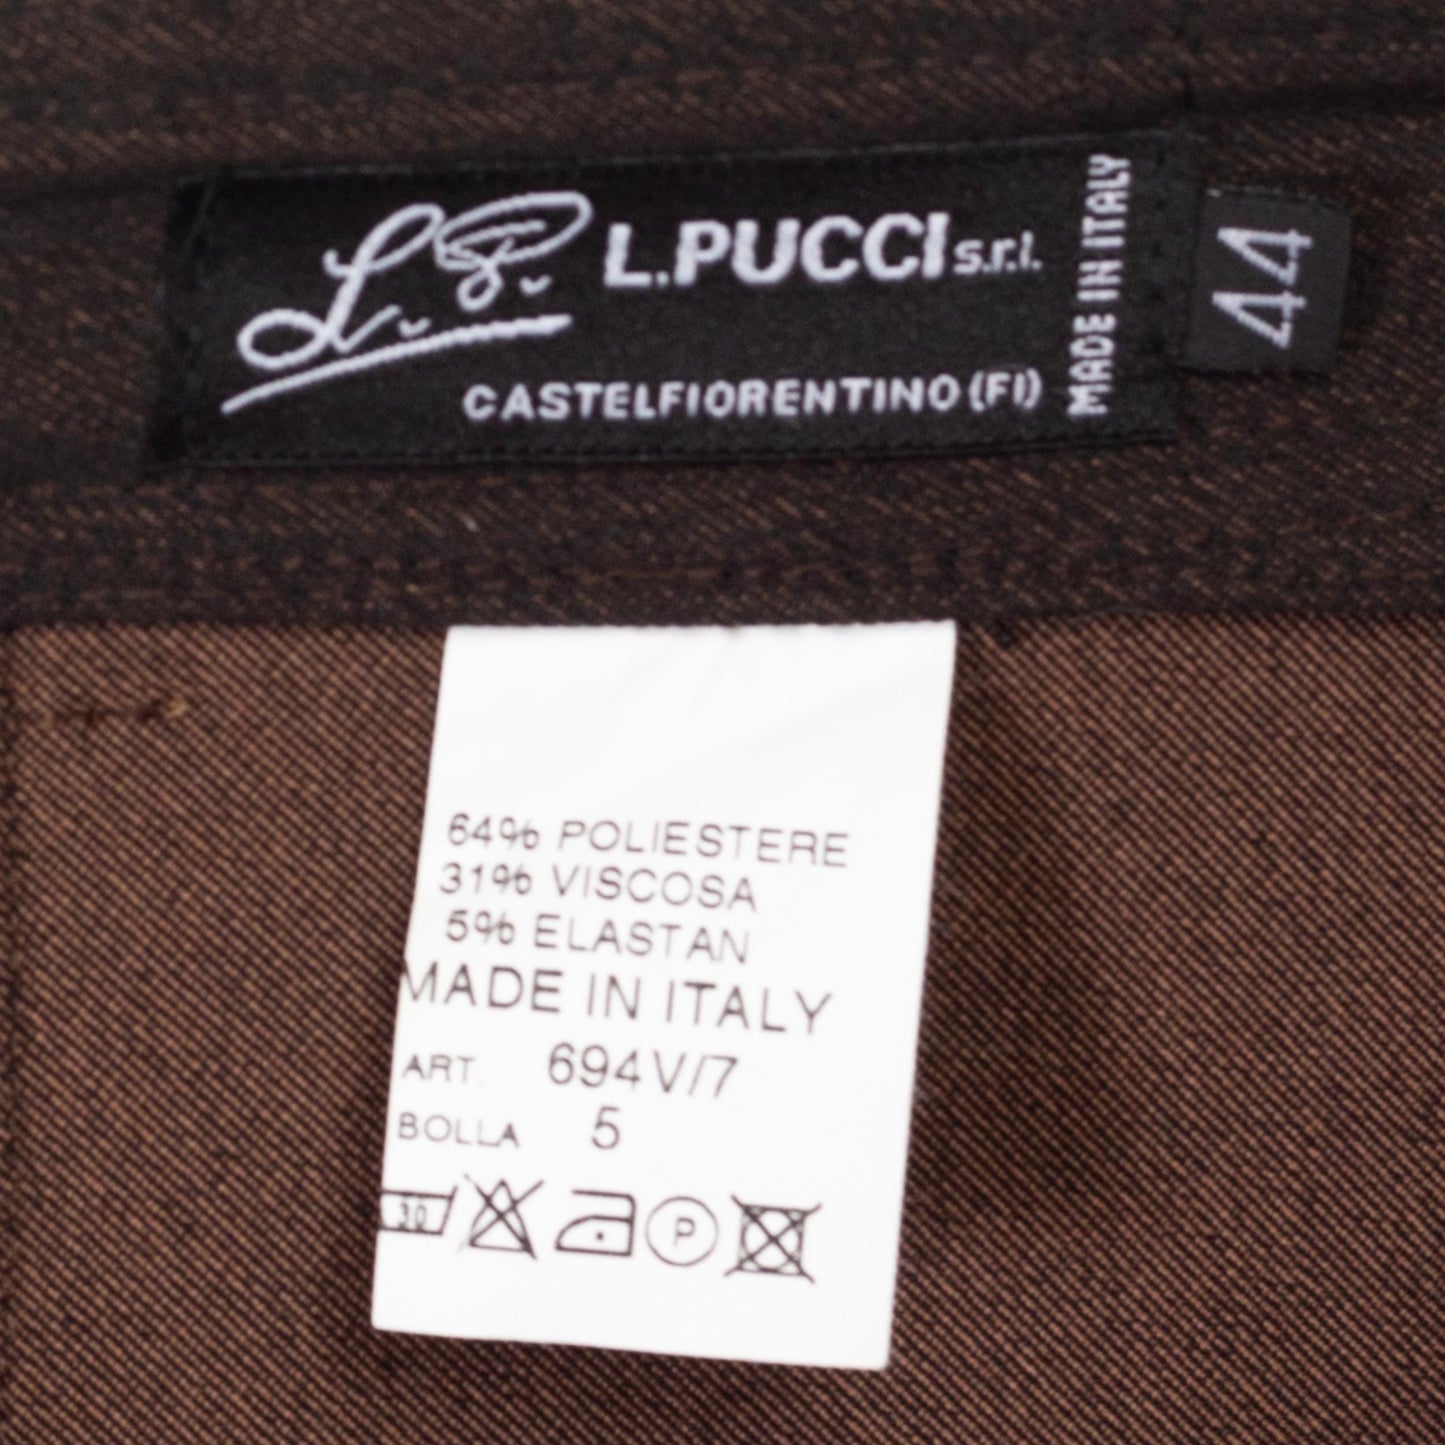 L.P.
L.PUCCI s.r.l.
CASTELFIORENTINO (FI)
MADE IN ITALY
44
64% POLIESTERE
31% VISCOSA
5% ELASTAN
MADE IN ITALY
ART. 694V/7
BOLLA 5
30 P